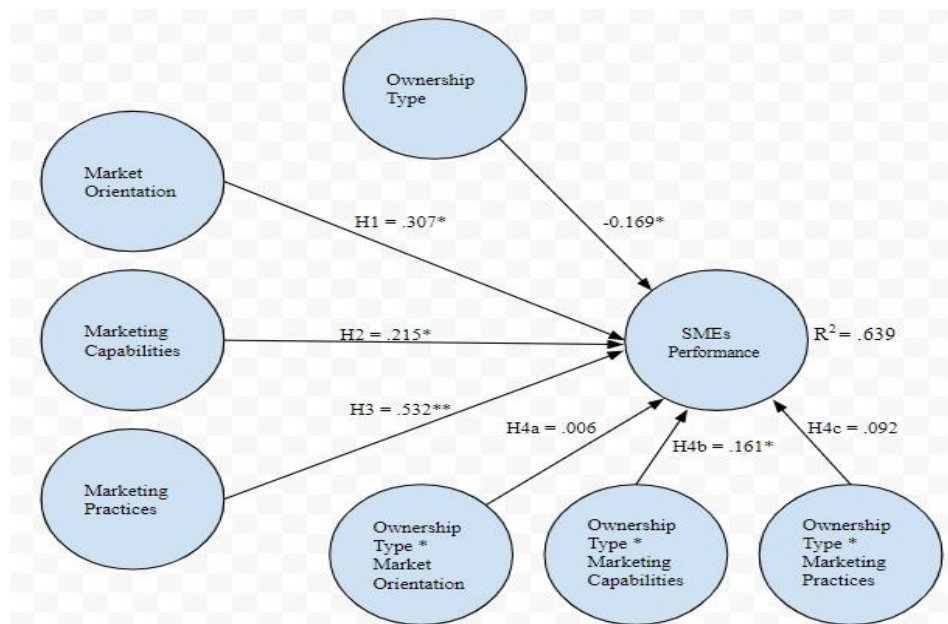 Ownership
Type
Market
Orientation
H1 = .307*
-0.169*
Marketing
Capabilities
H2 = .215*
SMEs
Performance
R² = .639
H3 = .532**
Marketing
Practices
H4a = .006
H4b = .161*
H4c = .092
Ownership
Type *
Market
Orientation
Ownership
Type *
Marketing
Capabilities
Ownership
Type *
Marketing
Practices